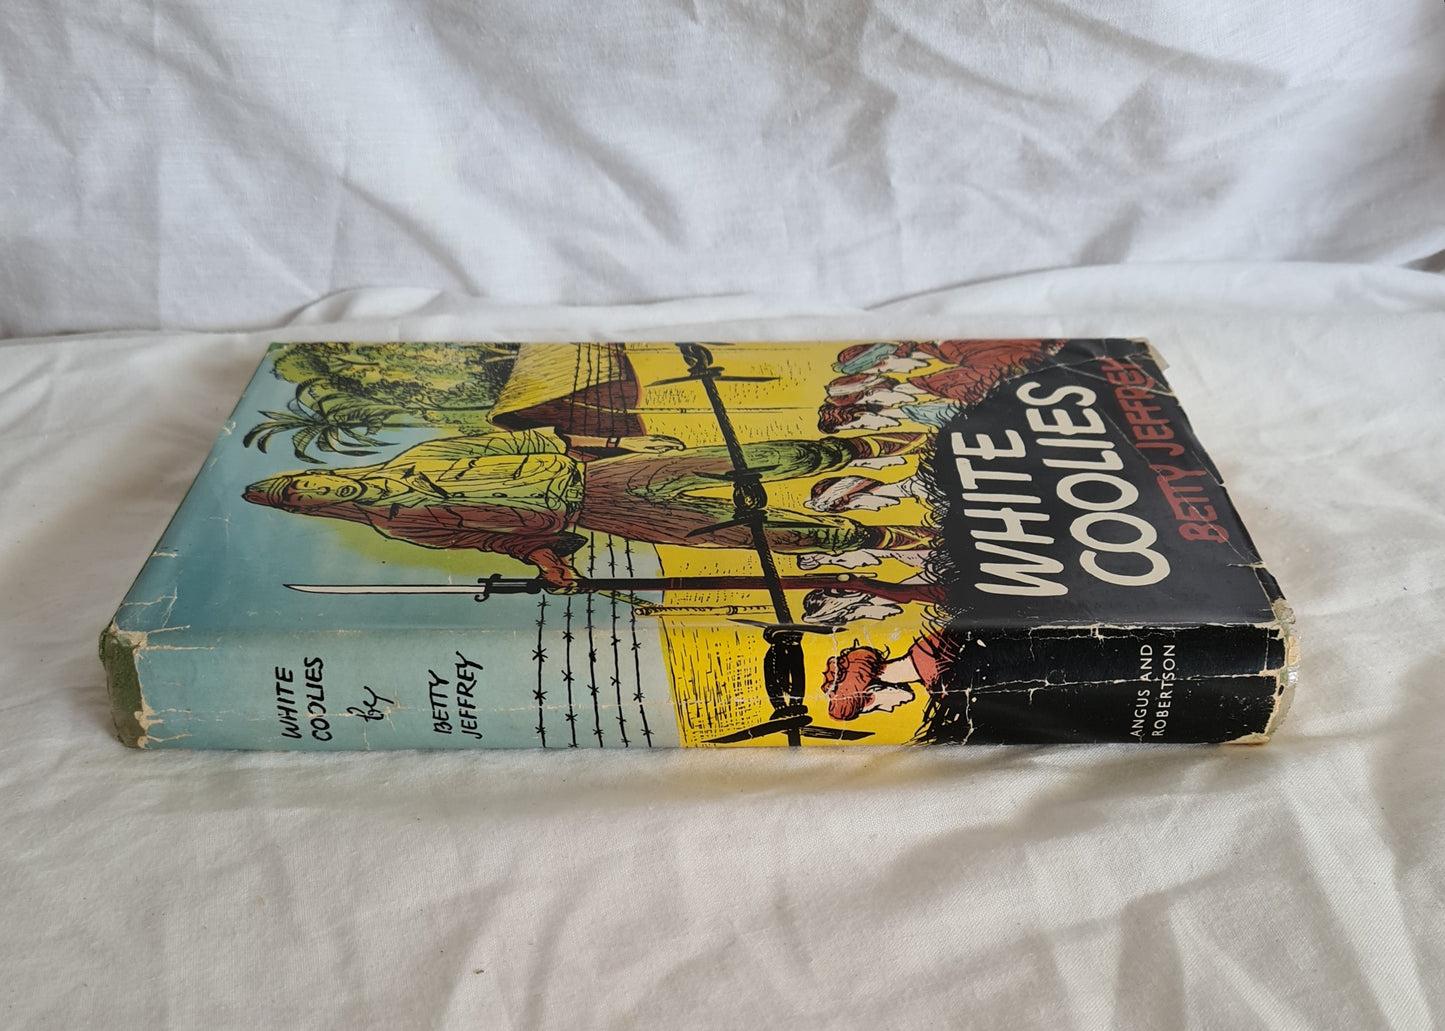 WHITE
COOLIES
BETTY JEFFREY
WHITE
COOLIES
by
BETTY
JEFFREY
ANGUS AND
ROBERTSON